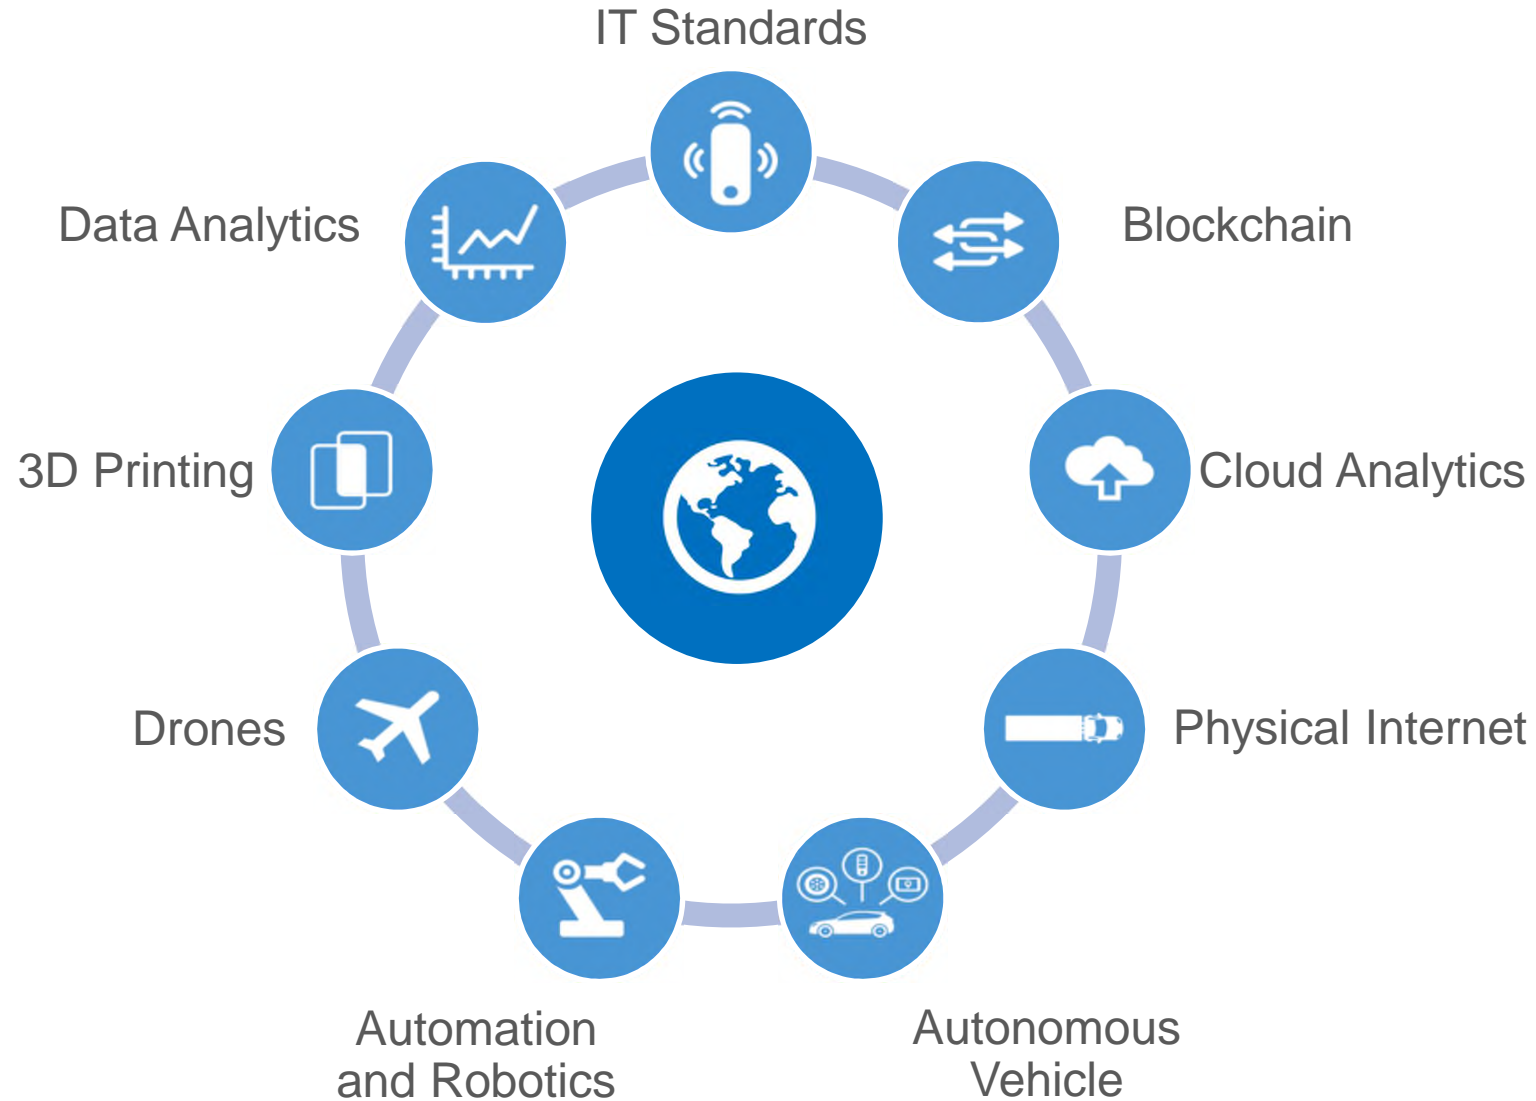 IT Standards
Data Analytics
Blockchain
3D Printing
Cloud Analytics
Drones
Physical Internet
Automation
and Robotics
Autonomous
Vehicle